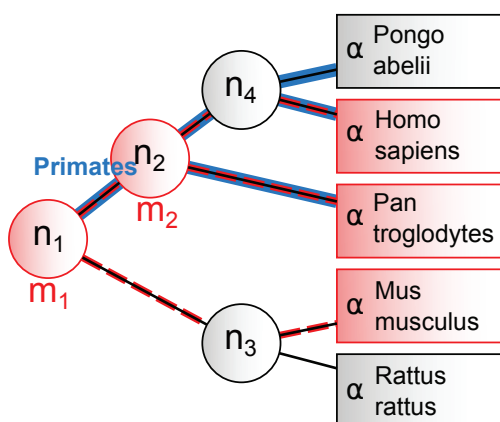 α Pongo
abelii
n4
α Homo
sapiens
Primates
n2
m2
α Pan
troglodytes
n1
m1
α Mus
musculus
n3
α Rattus
rattus